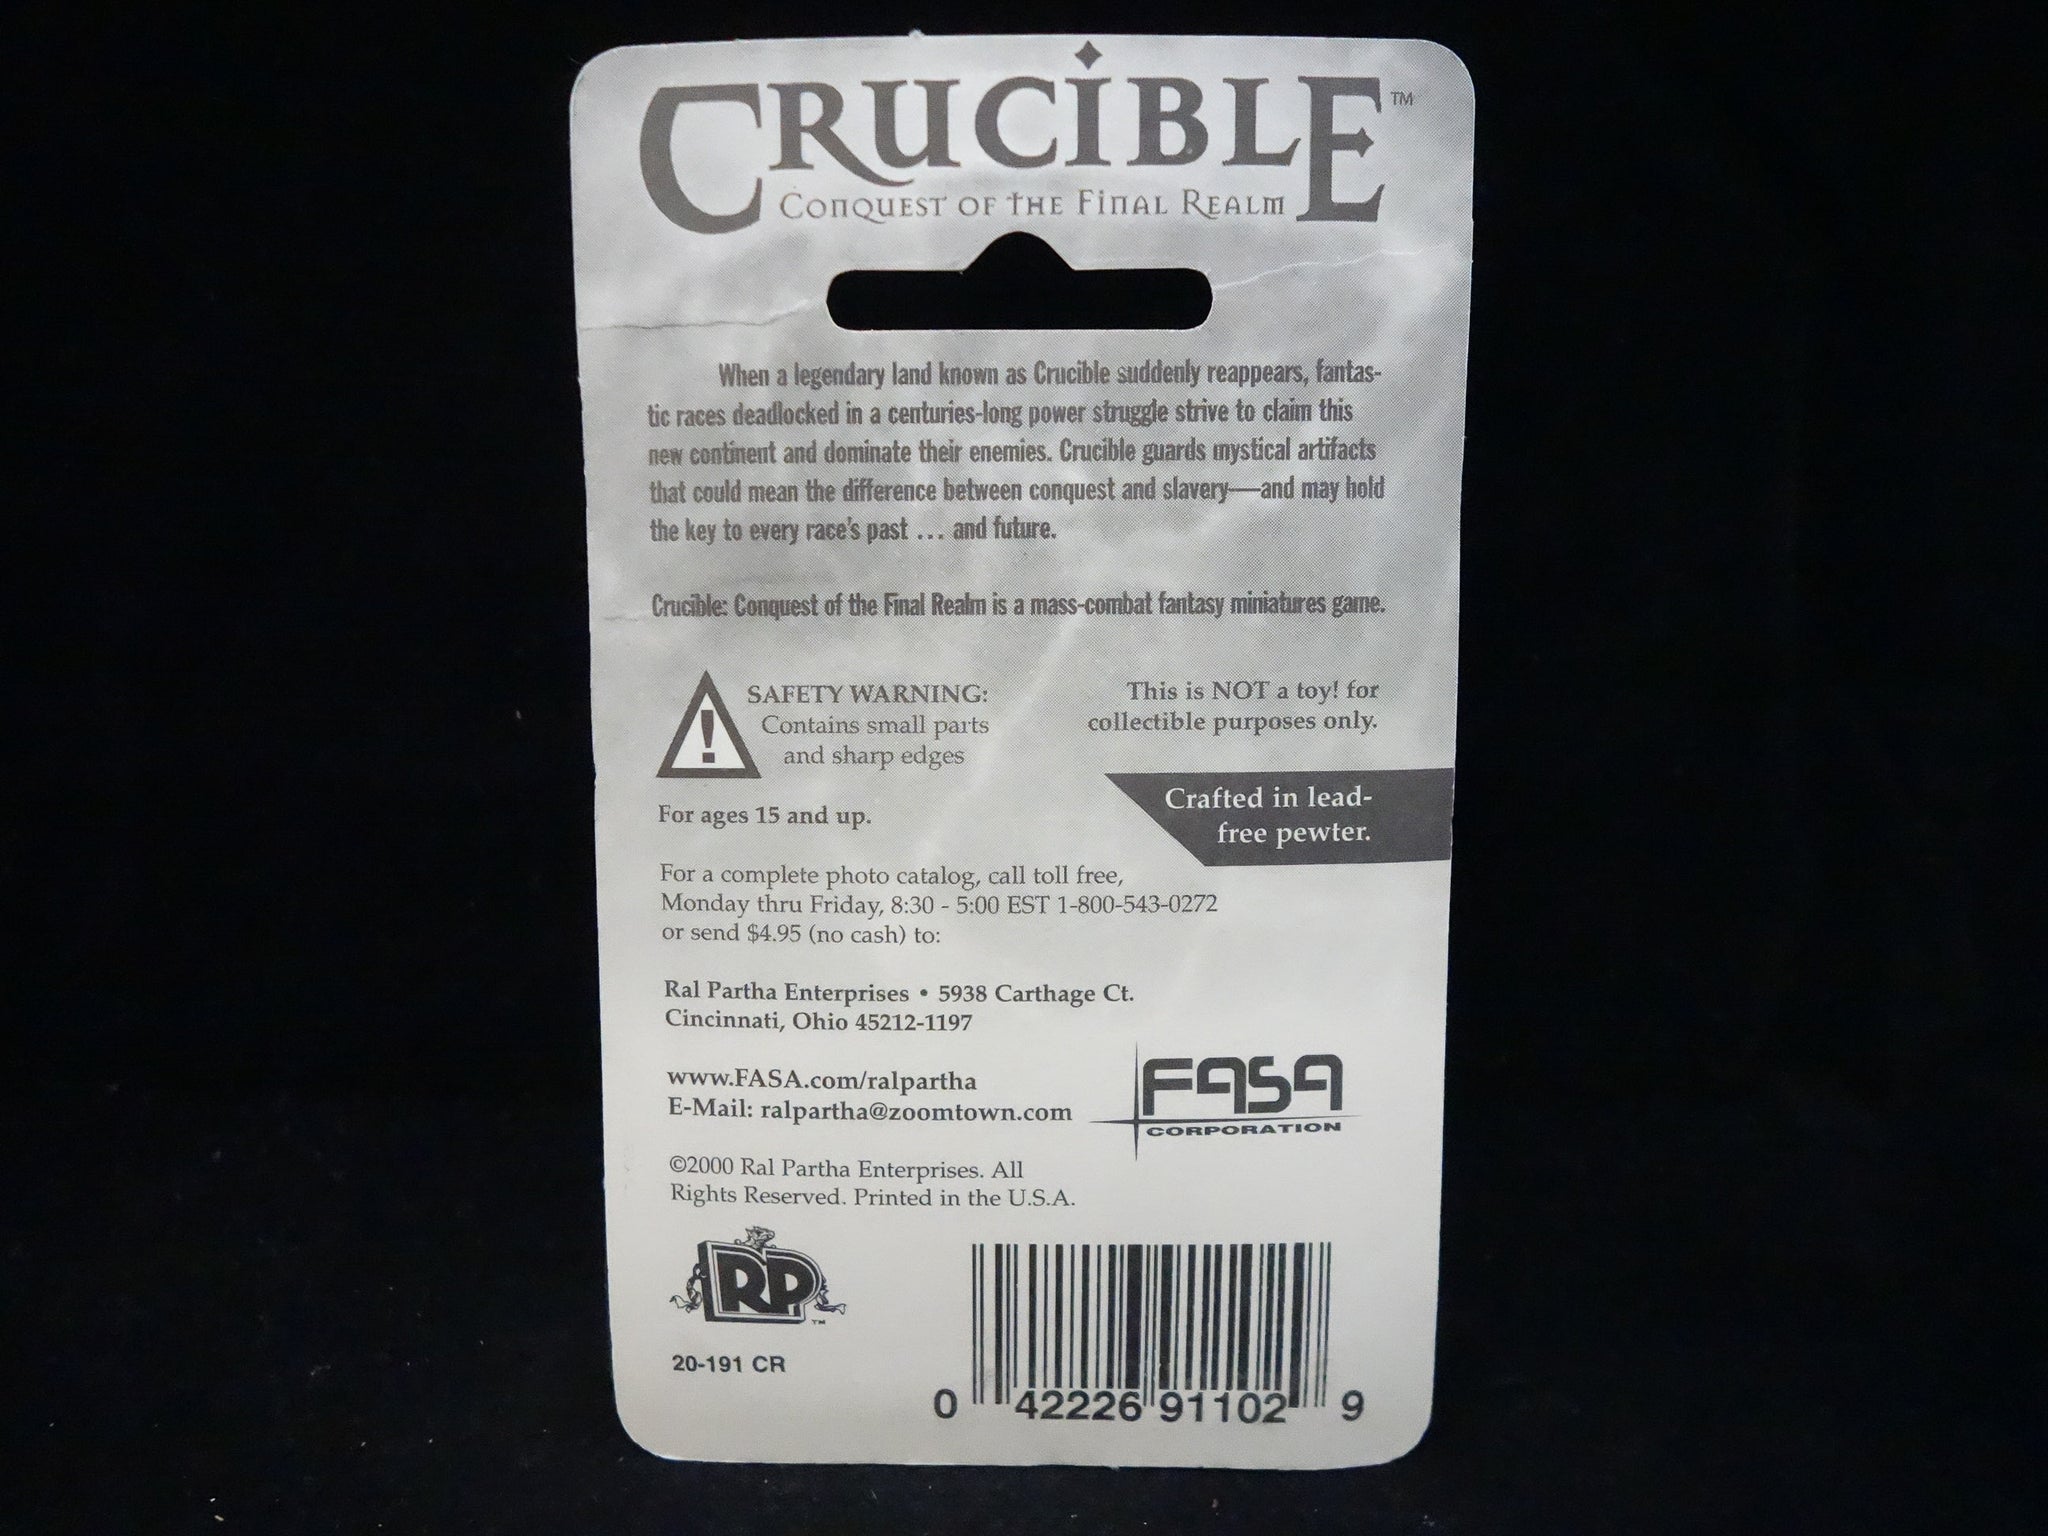 CRUCIBLE™
CONQUEST OF THE FINAL REALM
When a legendary land known as Crucible suddenly reappears, fantas-
tic races deadlocked in a centuries-long power struggle strive to claim this
new continent and dominate their enemies. Crucible guards mystical artifacts
that could mean the difference between conquest and slavery—and may hold
the key to every race's past ... and future.
Crucible: Conquest of the Final Realm is a mass-combat fantasy miniatures game.
!
SAFETY WARNING:
Contains small parts
and sharp edges
This is NOT a toy! for
collectible purposes only.
For ages 15 and up.
Crafted in lead-
free pewter.
For a complete photo catalog, call toll free,
Monday thru Friday, 8:30 - 5:00 EST 1-800-543-0272
or send $4.95 (no cash) to:
Ral Partha Enterprises • 5938 Carthage Ct.
Cincinnati, Ohio 45212-1197
www.FASA.com/ralpartha
E-Mail: ralpartha@zoomtown.com
FASA
CORPORATION
©2000 Ral Partha Enterprises. All
Rights Reserved. Printed in the U.S.A.
RP™
20-191 CR
0 42226 91102 9